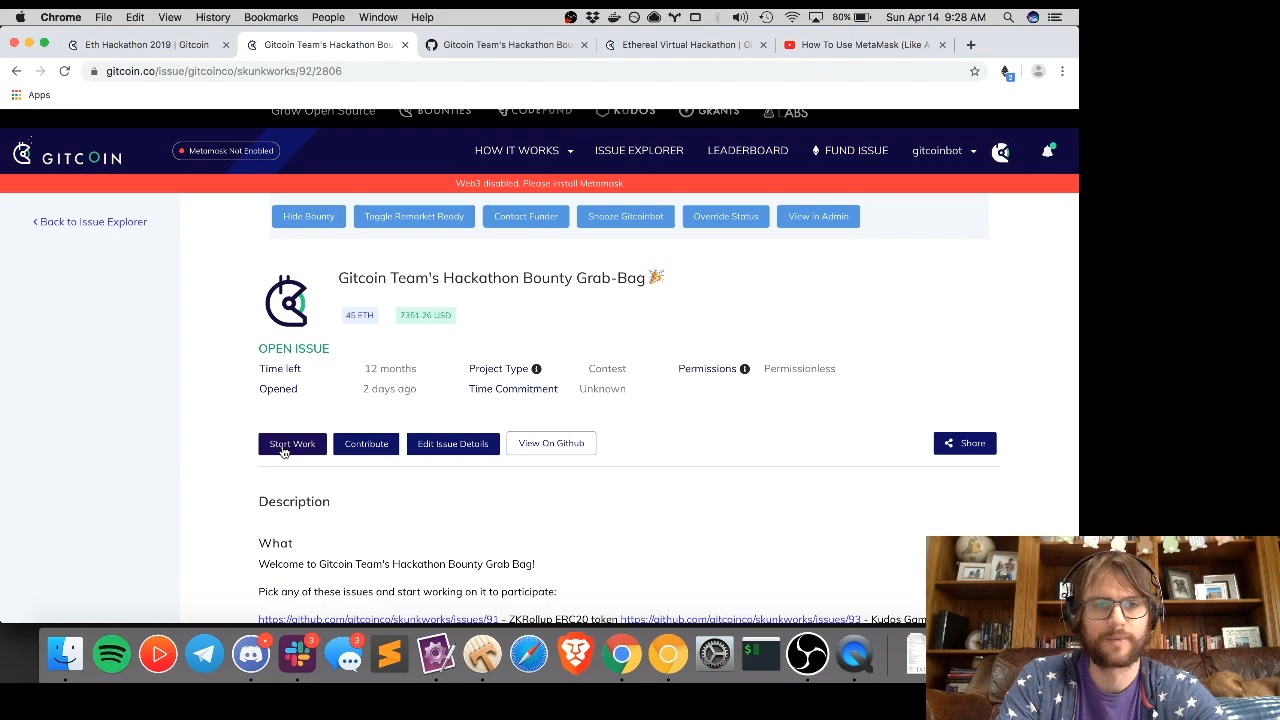 Chrome File Edit View History Bookmarks People Window Help 80% Sun Apr 14 9:28 AM
Eth Hackathon 2019 | Gitcoin Gitcoin Team's Hackathon Bou Gitcoin Team's Hackathon Bou Ethereal Virtual Hackathon | G How To Use MetaMask (Like A
gitcoin.co/issue/gitcoinco/skunkworks/92/2806 2
Apps
Grow Open Source BOUNTIES CODEFUND KUDOS GRANTS LABS
GITCOIN Metamask Not Enabled HOW IT WORKS ISSUE EXPLORER LEADERBOARD FUND ISSUE gitcoinbot
Web3 disabled. Please install Metamask
Back to Issue Explorer
Hide Bounty Toggle Remarket Ready Contact Funder Snooze Gitcoinbot Override Status View in Admin
Gitcoin Team's Hackathon Bounty Grab-Bag 🎉
45 ETH 7351.26 USD
OPEN ISSUE
Time left 12 months Project Type Contest Permissions Permissionless
Opened 2 days ago Time Commitment Unknown
Start Work Contribute Edit Issue Details View On Github Share
Description
What
Welcome to Gitcoin Team's Hackathon Bounty Grab Bag!
Pick any of these issues and start working on it to participate:
https://github.com/gitcoinco/skunkworks/issues/91 - ZKRollup ERC20 token https://github.com/gitcoinco/skunkworks/issues/93 - Kudos Gam
3 3